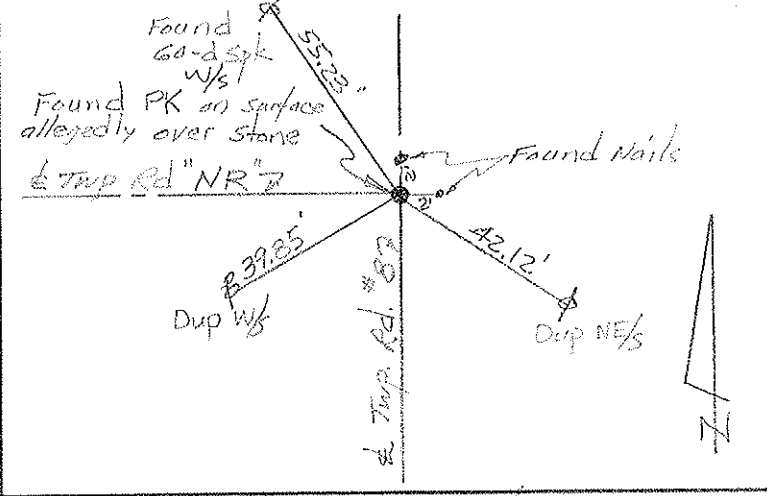 Found
60-d Spk
W/s
55.23'
Found PK on surface
allegedly over Stone
Found Nails
2'
2'
℄ Twp Rd "NR"
39.85'
42.12'
Dup W/s
Dup NE/s
℄ Twp. Rd. #87
N